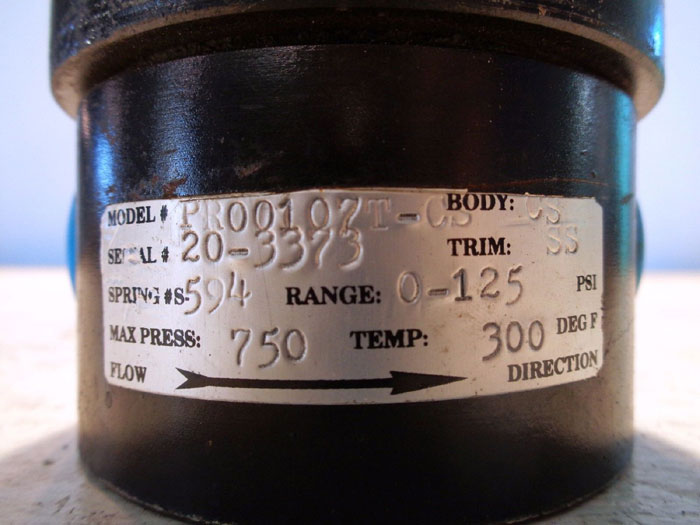 MODEL # PR00107T-CS BODY: CS
SERIAL # 20-3373 TRIM: SS
SPRING #S-594 RANGE: 0-125 PSI
MAX PRESS: 750 TEMP: 300 DEG F
FLOW DIRECTION